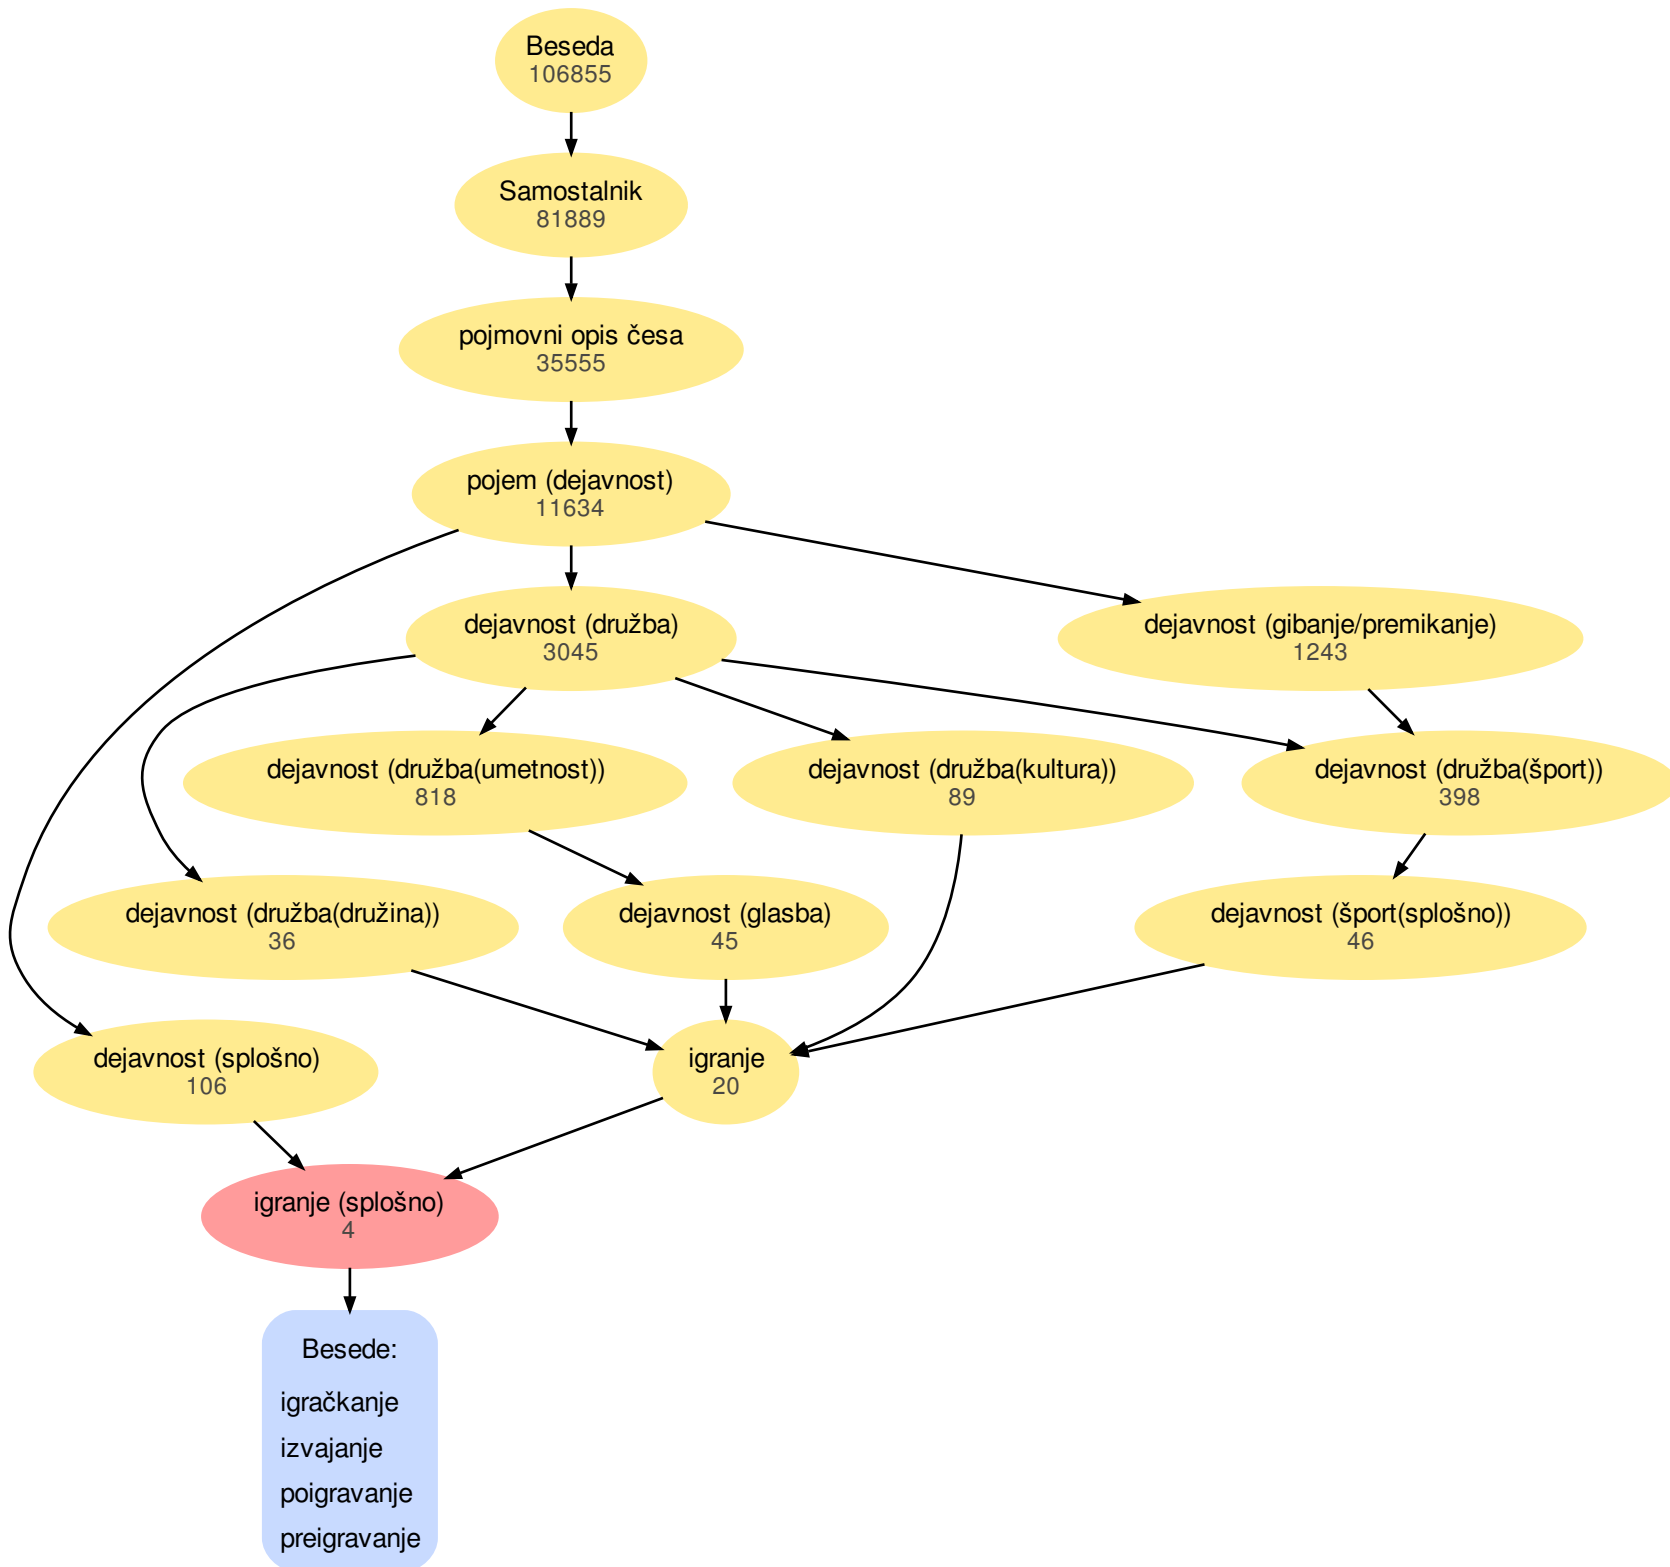 Beseda
106855
Samostalnik
81889
pojmovni opis česa
35555
pojem (dejavnost)
11634
dejavnost (družba)
3045
dejavnost (gibanje/premikanje)
1243
dejavnost (družba(umetnost))
818
dejavnost (družba(kultura))
89
dejavnost (družba(šport))
398
dejavnost (družba(družina))
36
dejavnost (glasba)
45
dejavnost (šport(splošno))
46
dejavnost (splošno)
106
igranje
20
igranje (splošno)
4
Besede:
igračkanje
izvajanje
poigravanje
preigravanje